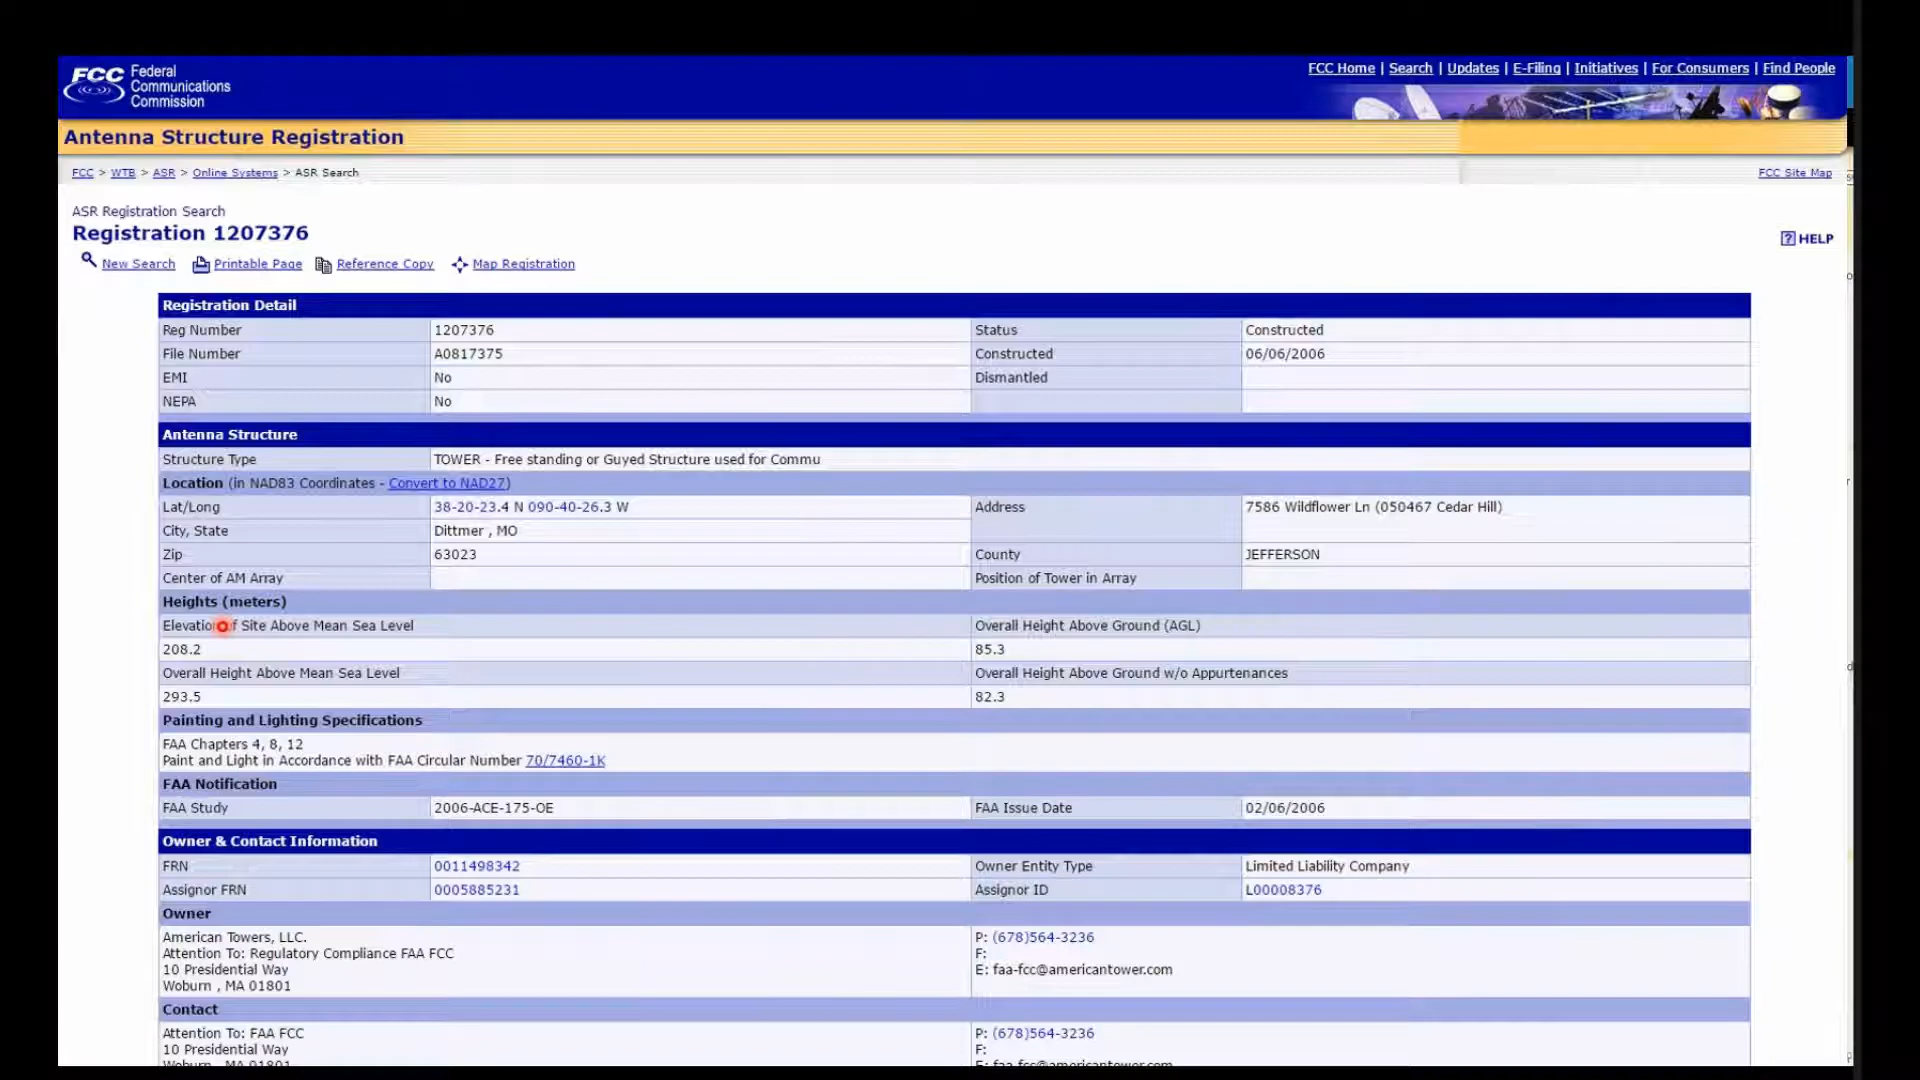 FCC Federal Communications Commission
FCC Home | Search | Updates | E-Filing | Initiatives | For Consumers | Find People
Antenna Structure Registration
FCC > WTB > ASR > Online Systems > ASR Search
FCC Site Map
ASR Registration Search
Registration 1207376
? HELP
New Search Printable Page Reference Copy Map Registration
Registration Detail
Reg Number 1207376 Status Constructed
File Number A0817375 Constructed 06/06/2006
EMI No Dismantled
NEPA No
Antenna Structure
Structure Type TOWER - Free standing or Guyed Structure used for Commu
Location (in NAD83 Coordinates - Convert to NAD27)
Lat/Long 38-20-23.4 N 090-40-26.3 W Address 7586 Wildflower Ln (050467 Cedar Hill)
City, State Dittmer , MO
Zip 63023 County JEFFERSON
Center of AM Array Position of Tower in Array
Heights (meters)
Elevation of Site Above Mean Sea Level Overall Height Above Ground (AGL)
208.2 85.3
Overall Height Above Mean Sea Level Overall Height Above Ground w/o Appurtenances
293.5 82.3
Painting and Lighting Specifications
FAA Chapters 4, 8, 12
Paint and Light in Accordance with FAA Circular Number 70/7460-1K
FAA Notification
FAA Study 2006-ACE-175-OE FAA Issue Date 02/06/2006
Owner & Contact Information
FRN 0011498342 Owner Entity Type Limited Liability Company
Assignor FRN 0005885231 Assignor ID L00008376
Owner
American Towers, LLC. P: (678)564-3236
Attention To: Regulatory Compliance FAA FCC F:
10 Presidential Way E: faa-fcc@americantower.com
Woburn , MA 01801
Contact
Attention To: FAA FCC P: (678)564-3236
10 Presidential Way F:
Woburn , MA 01801 E: faa-fcc@americantower.com